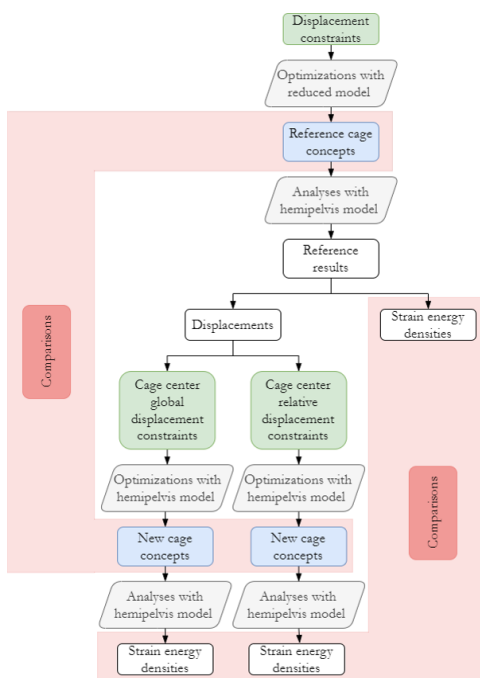 Displacement
constraints
Optimizations with
reduced model
Reference cage
concepts
Analyses with
hemipelvis model
Reference
results
Displacements
Strain energy
densities
Comparisons
Cage center
global
displacement
constraints
Cage center
relative
displacement
constraints
Optimizations with
hemipelvis model
Optimizations with
hemipelvis model
Comparisons
New cage
concepts
New cage
concepts
Analyses with
hemipelvis model
Analyses with
hemipelvis model
Strain energy
densities
Strain energy
densities